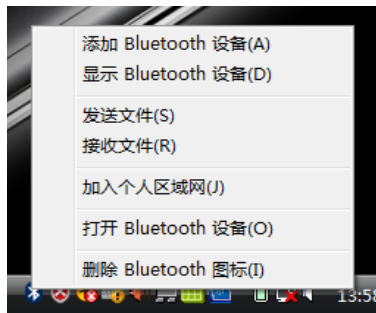 添加 Bluetooth 设备(A)
显示 Bluetooth 设备(D)
发送文件(S)
接收文件(R)
加入个人区域网(J)
打开 Bluetooth 设备(O)
删除 Bluetooth 图标(I)
13:58